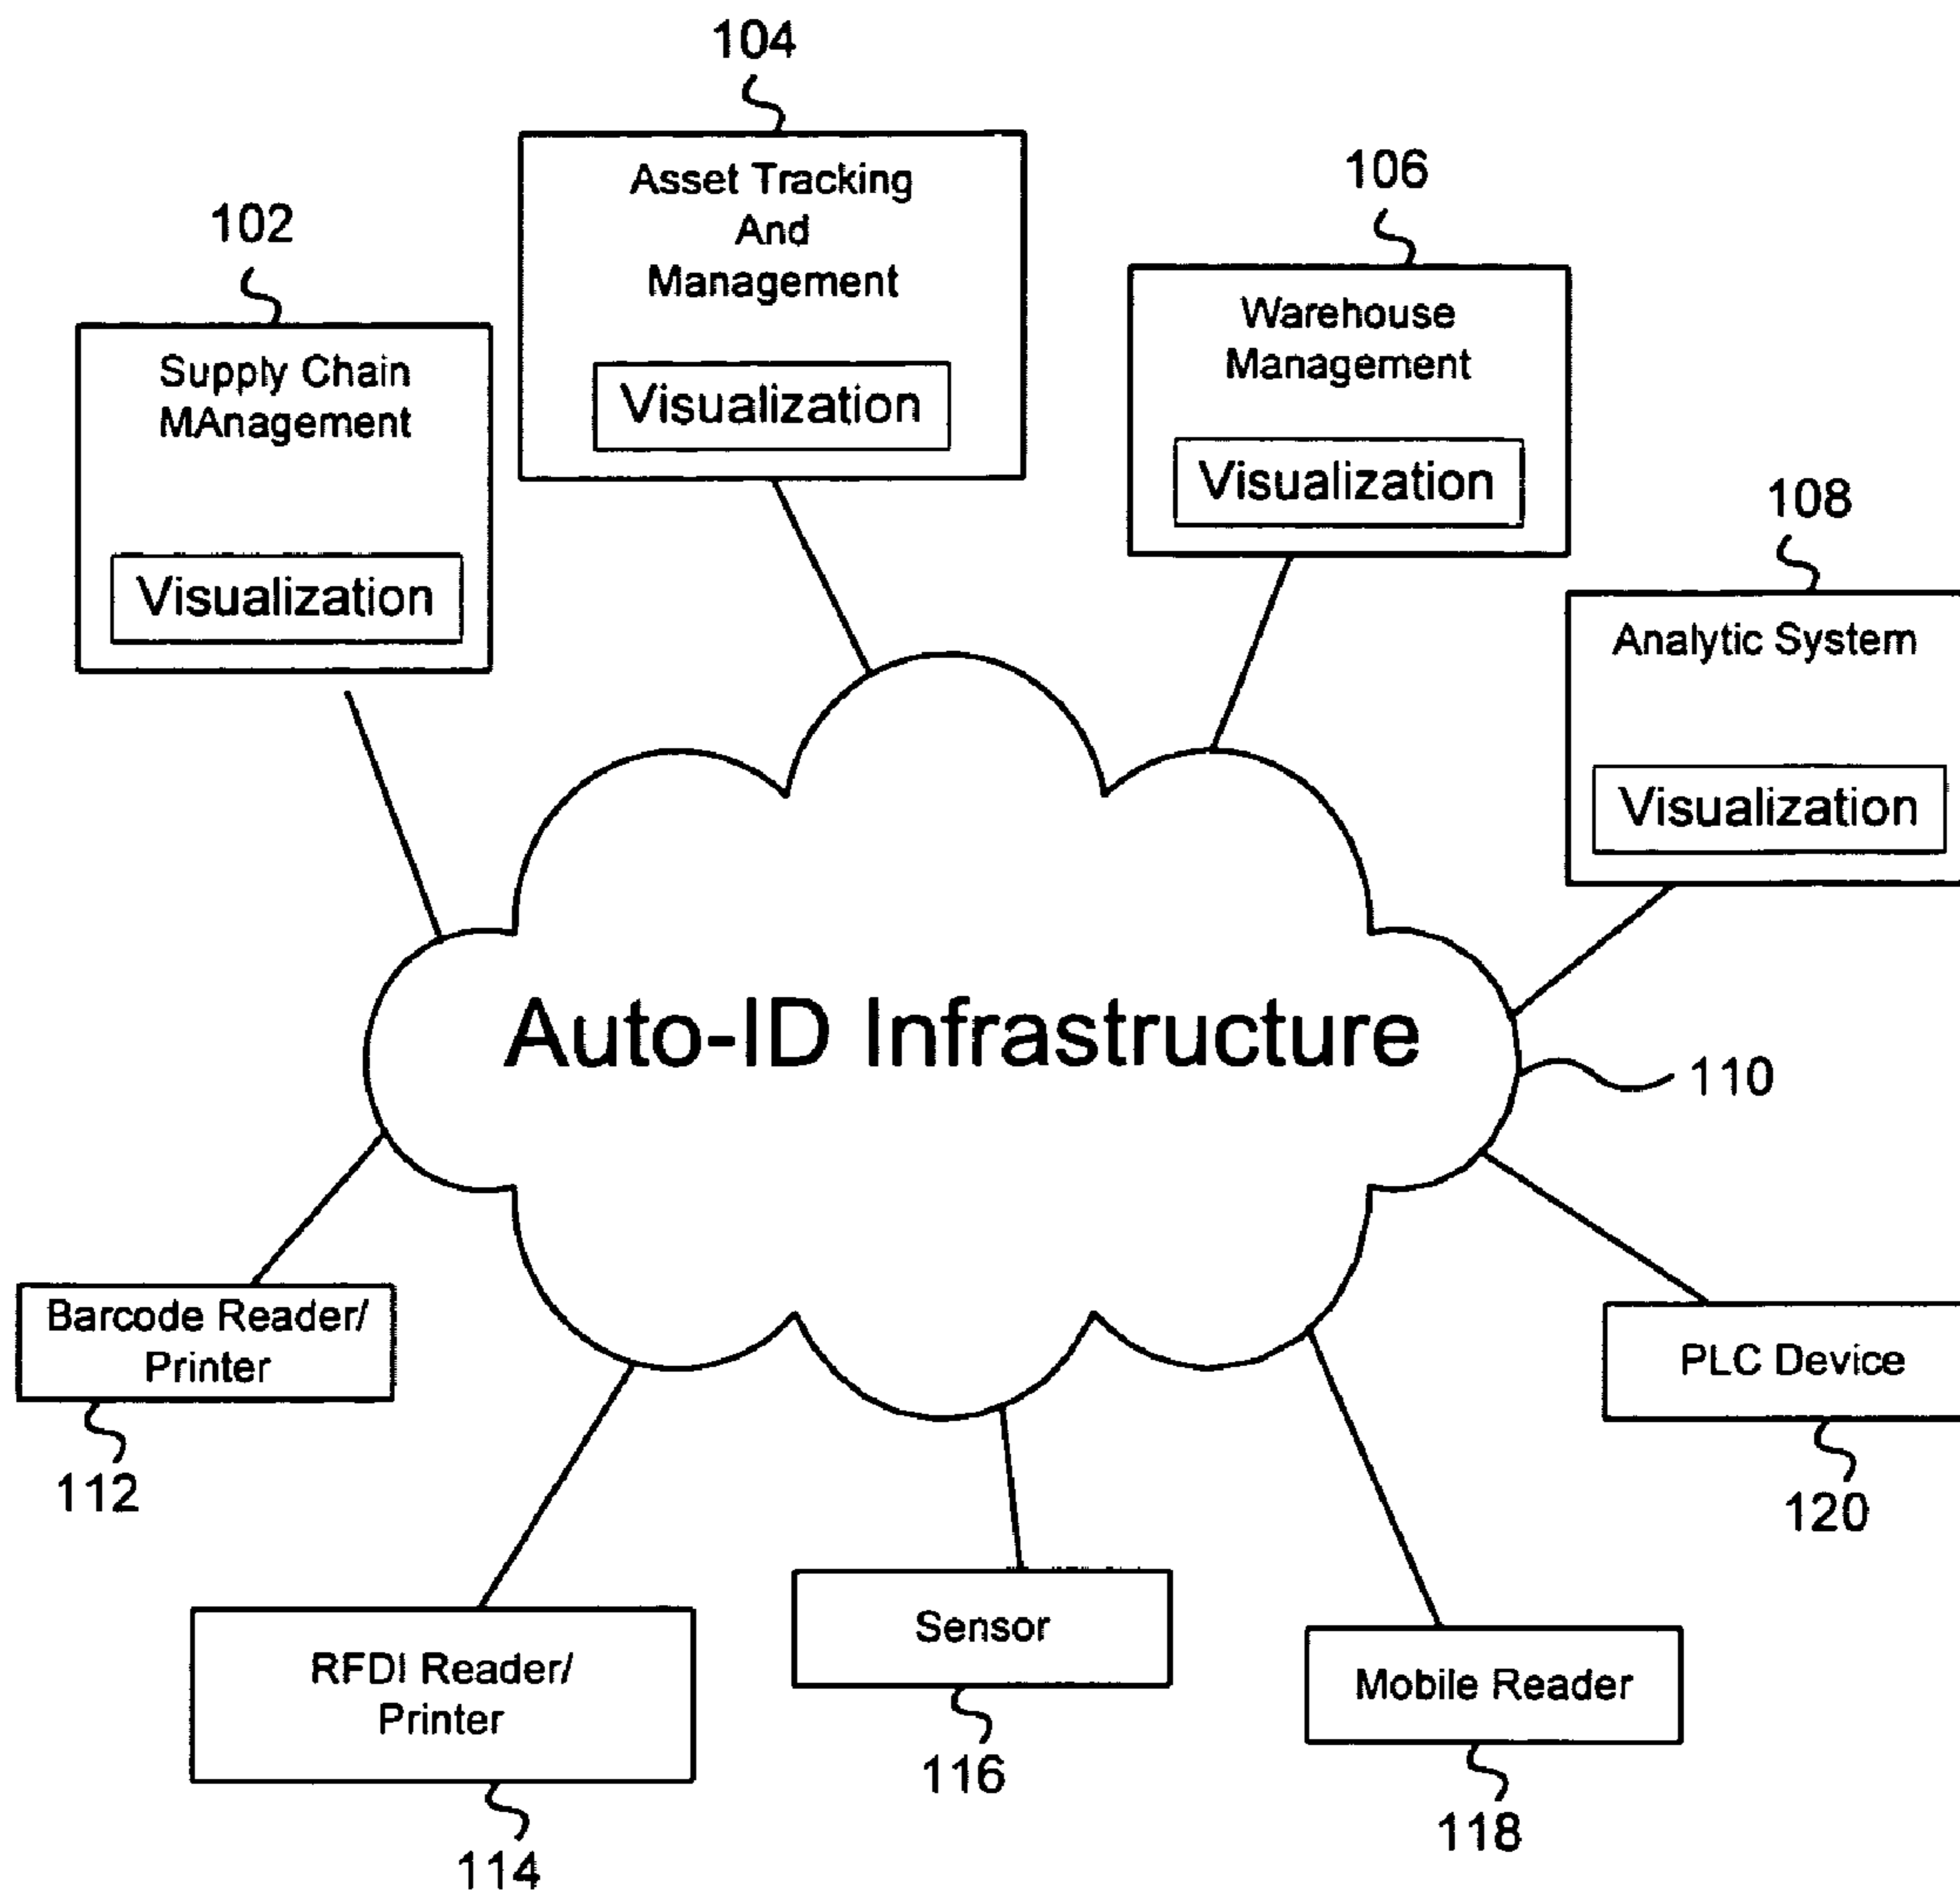 104
Asset Tracking
And
Management
Visualization
106
Warehouse
Management
Visualization
102
Supply Chain
MAnagement
Visualization
108
Analytic System
Visualization
Auto-ID Infrastructure
110
Barcode Reader/
Printer
112
RFDI Reader/
Printer
114
Sensor
116
Mobile Reader
118
PLC Device
120